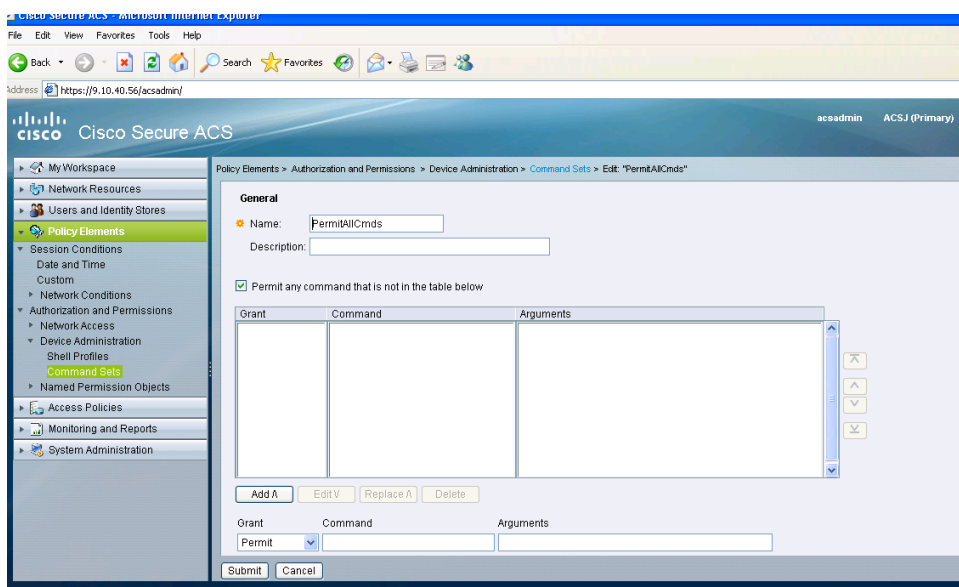 Cisco Secure ACS - Microsoft Internet Explorer
File Edit View Favorites Tools Help
Back Search Favorites
Address https://9.10.40.56/acsadmin/
cisco Cisco Secure ACS acsadmin ACSJ (Primary)
My Workspace
Network Resources
Users and Identity Stores
Policy Elements
Session Conditions
Date and Time
Custom
Network Conditions
Authorization and Permissions
Network Access
Device Administration
Shell Profiles
Command Sets
Named Permission Objects
Access Policies
Monitoring and Reports
System Administration
Policy Elements > Authorization and Permissions > Device Administration > Command Sets > Edit: "PermitAllCmds"
General
Name: PermitAllCmds
Description:
Permit any command that is not in the table below
Grant Command Arguments
Add Λ Edit V Replace Λ Delete
Grant Command Arguments
Permit
Submit Cancel